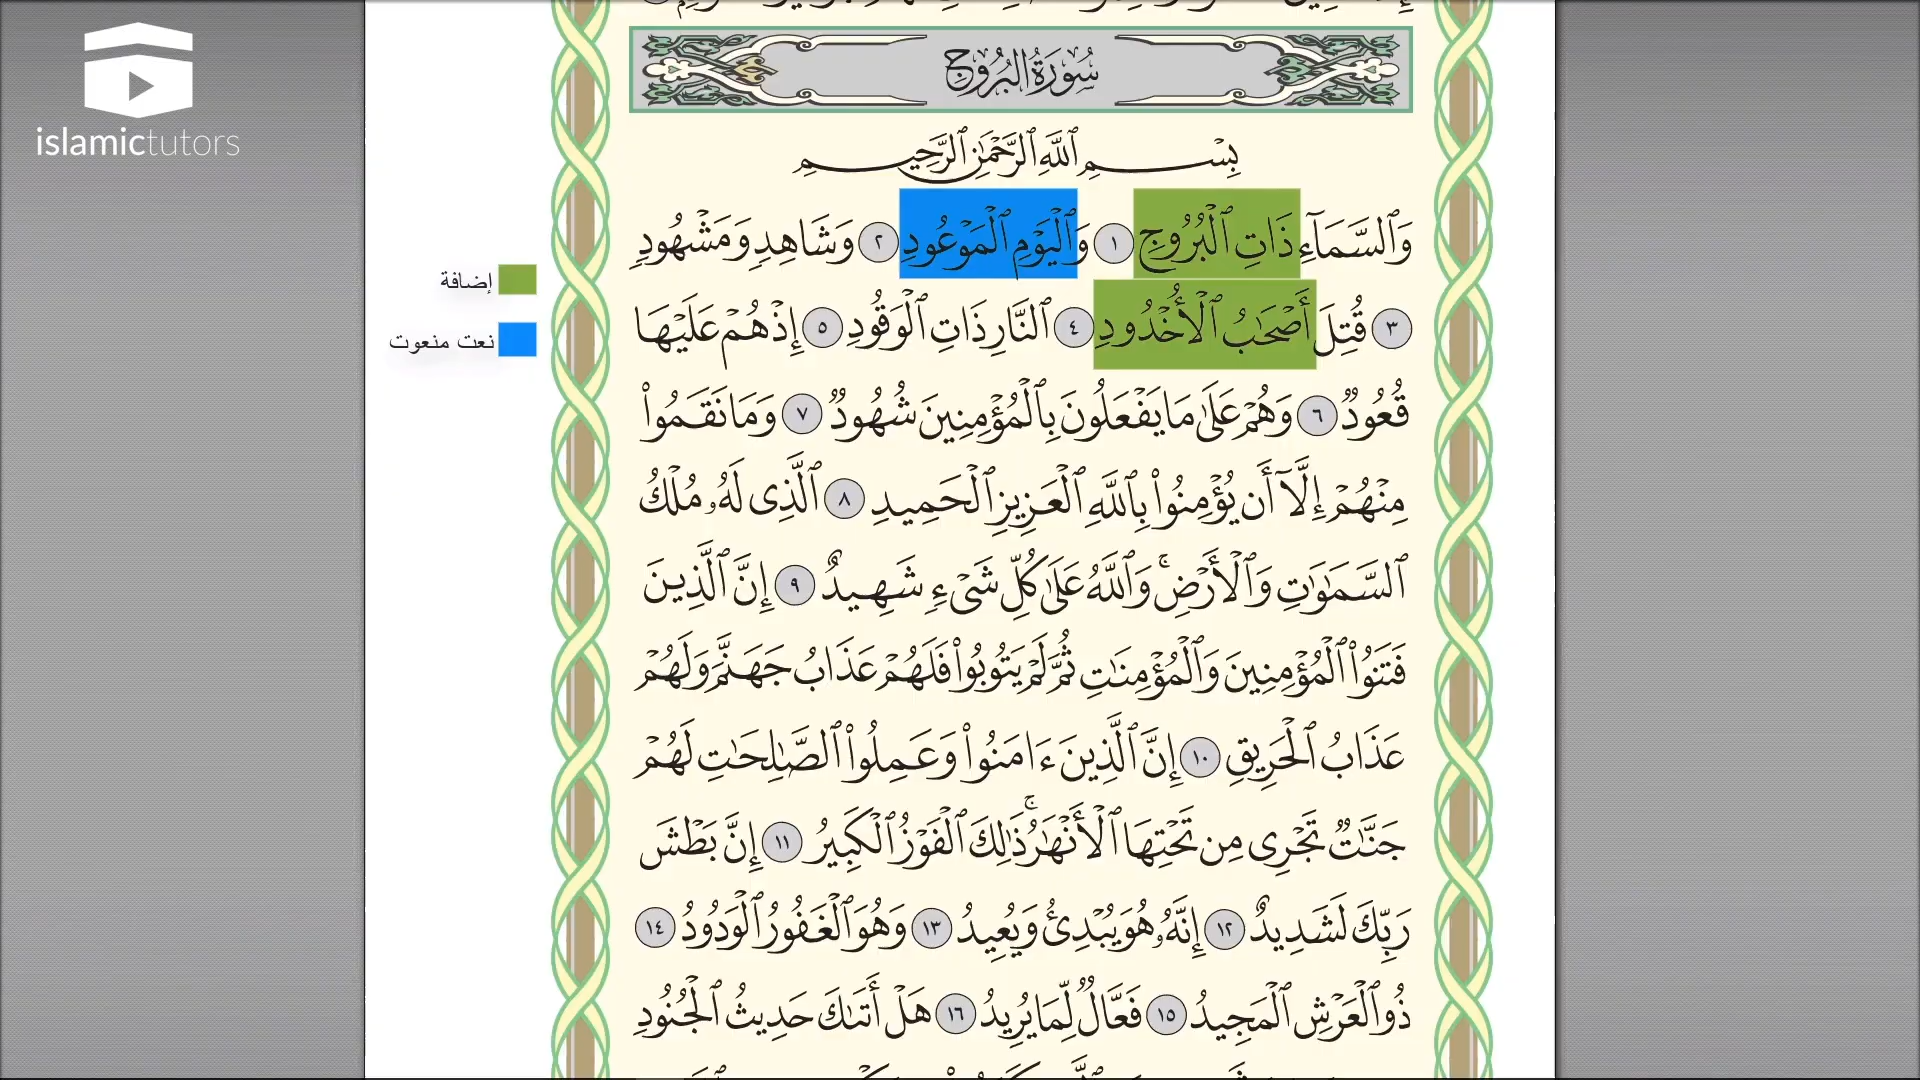 islamictutors
سُورَةُ البُرُوجِ
بِسْمِ ٱللَّهِ ٱلرَّحْمَٰنِ ٱلرَّحِيمِ
وَٱلسَّمَآءِ ذَاتِ ٱلْبُرُوجِ ١ وَٱلْيَوْمِ ٱلْمَوْعُودِ ٢ وَشَاهِدٍ وَمَشْهُودٍ
٣ قُتِلَ أَصْحَٰبُ ٱلْأُخْدُودِ ٤ ٱلنَّارِ ذَاتِ ٱلْوَقُودِ ٥ إِذْ هُمْ عَلَيْهَا
قُعُودٌ ٦ وَهُمْ عَلَىٰ مَا يَفْعَلُونَ بِٱلْمُؤْمِنِينَ شُهُودٌ ٧ وَمَا نَقَمُوا۟
مِنْهُمْ إِلَّآ أَن يُؤْمِنُوا۟ بِٱللَّهِ ٱلْعَزِيزِ ٱلْحَمِيدِ ٨ ٱلَّذِى لَهُۥ مُلْكُ
ٱلسَّمَٰوَٰتِ وَٱلْأَرْضِ ۚ وَٱللَّهُ عَلَىٰ كُلِّ شَىْءٍ شَهِيدٌ ٩ إِنَّ ٱلَّذِينَ
فَتَنُوا۟ ٱلْمُؤْمِنِينَ وَٱلْمُؤْمِنَٰتِ ثُمَّ لَمْ يَتُوبُوا۟ فَلَهُمْ عَذَابُ جَهَنَّمَ وَلَهُمْ
عَذَابُ ٱلْحَرِيقِ ١٠ إِنَّ ٱلَّذِينَ ءَامَنُوا۟ وَعَمِلُوا۟ ٱلصَّٰلِحَٰتِ لَهُمْ
جَنَّٰتٌ تَجْرِى مِن تَحْتِهَا ٱلْأَنْهَٰرُ ۚ ذَٰلِكَ ٱلْفَوْزُ ٱلْكَبِيرُ ١١ إِنَّ بَطْشَ
رَبِّكَ لَشَدِيدٌ ١٢ إِنَّهُۥ هُوَ يُبْدِئُ وَيُعِيدُ ١٣ وَهُوَ ٱلْغَفُورُ ٱلْوَدُودُ ١٤
ذُو ٱلْعَرْشِ ٱلْمَجِيدُ ١٥ فَعَّالٌ لِّمَا يُرِيدُ ١٦ هَلْ أَتَىٰكَ حَدِيثُ ٱلْجُنُودِ
إضافة
نعت منعوت